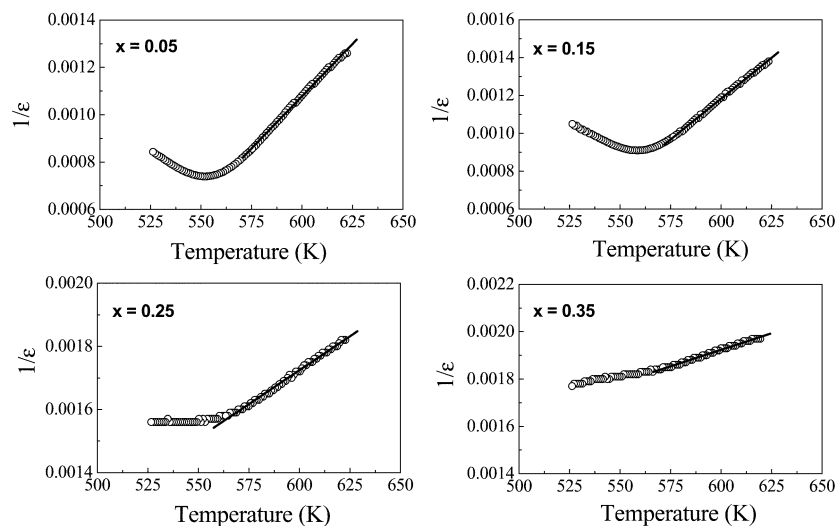 0.0014
0.0012
0.0010
0.0008
0.0006
1/ε
x = 0.05
500 525 550 575 600 625 650
Temperature (K)
0.0018
0.0016
0.0014
0.0012
0.0010
0.0008
0.0006
1/ε
x = 0.15
500 525 550 575 600 625 650
Temperature (K)
0.0020
0.0018
0.0016
0.0014
1/ε
x = 0.25
500 525 550 575 600 625 650
Temperature (K)
0.0022
0.0020
0.0018
0.0016
0.0014
1/ε
x = 0.35
500 525 550 575 600 625 650
Temperature (K)